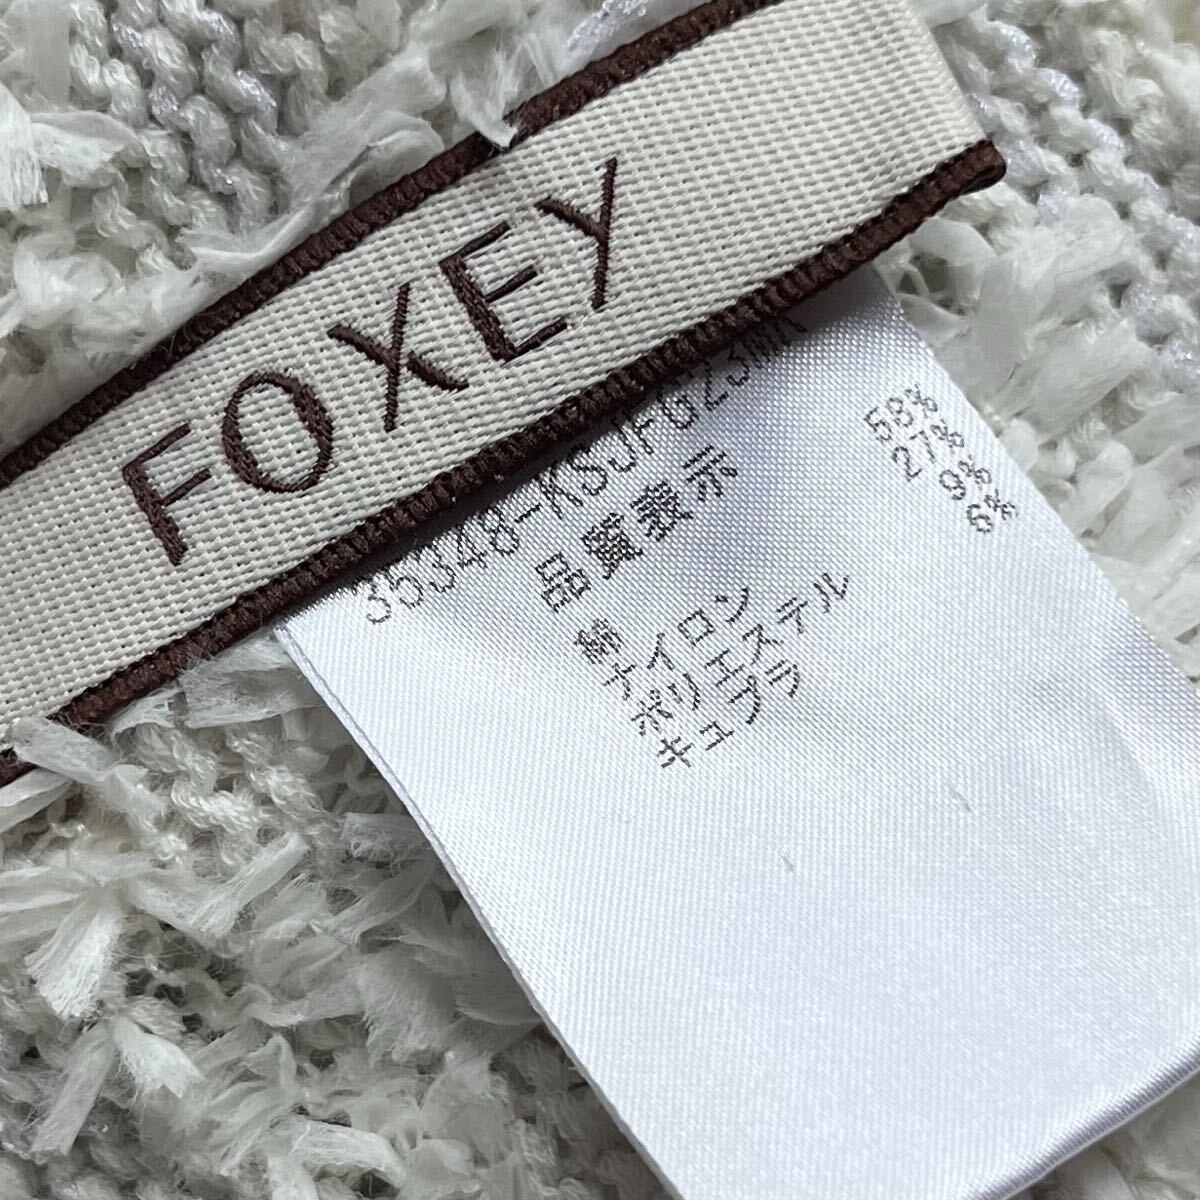 FOXEY
35348-KSJFG23MN
品質表示
綿 58%
ナイロン 27%
ポリエステル 9%
キュプラ 6%